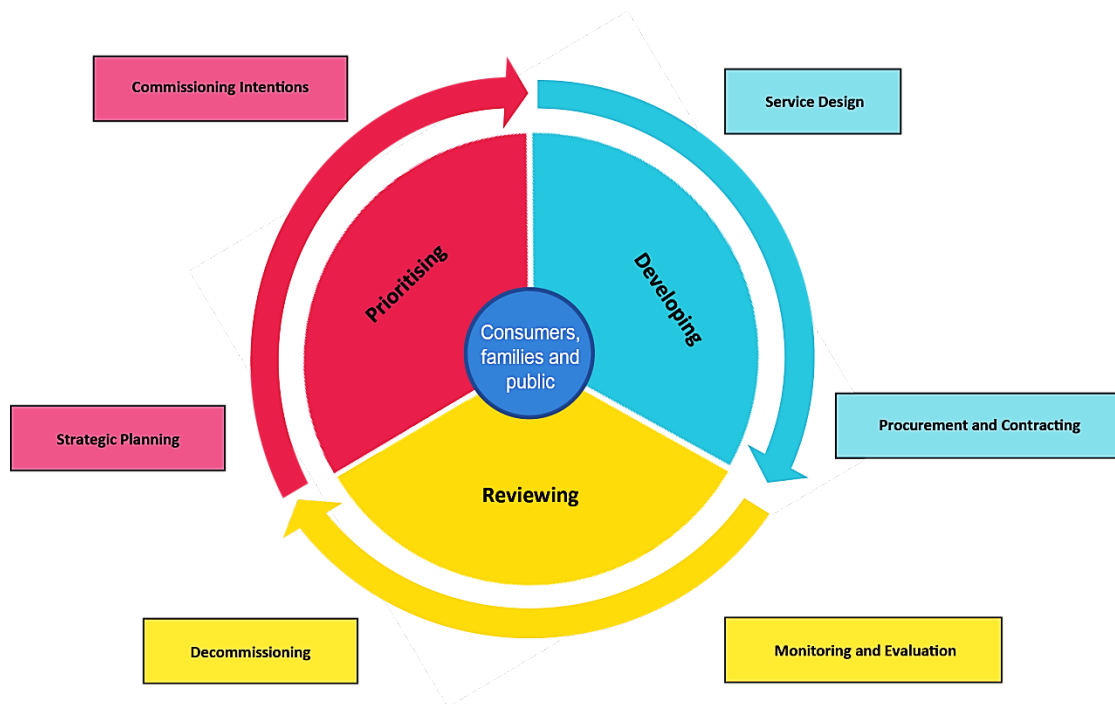 Commissioning Intentions
Service Design
Prioritising
Developing
Consumers,
families and
public
Strategic Planning
Procurement and Contracting
Reviewing
Decommissioning
Monitoring and Evaluation